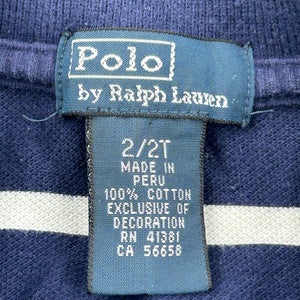 Polo
by Ralph Lauren
2/2T
MADE IN
PERU
100% COTTON
EXCLUSIVE OF
DECORATION
RN 41381
CA 56658